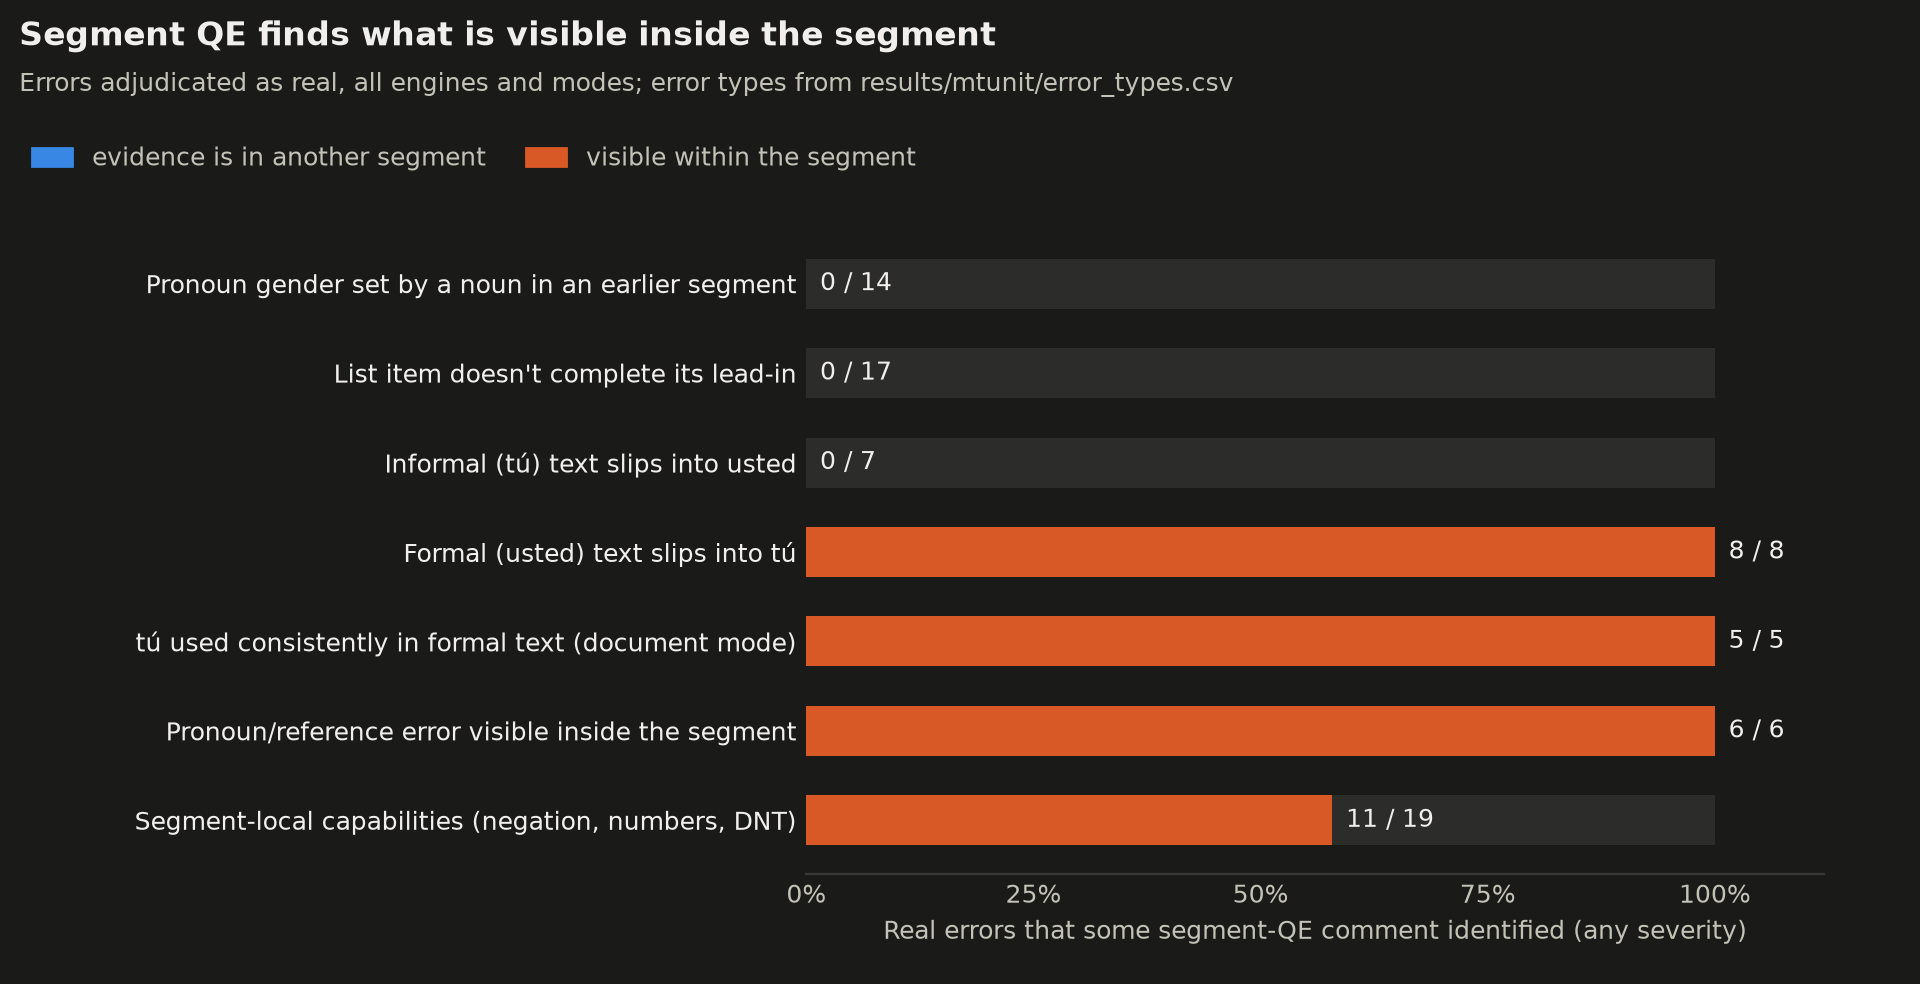 Segment QE finds what is visible inside the segment
Errors adjudicated as real, all engines and modes; error types from results/mtunit/error_types.csv
evidence is in another segment
visible within the segment
Pronoun gender set by a noun in an earlier segment
0 / 14
List item doesn't complete its lead-in
0 / 17
Informal (tú) text slips into usted
0 / 7
Formal (usted) text slips into tú
8 / 8
tú used consistently in formal text (document mode)
5 / 5
Pronoun/reference error visible inside the segment
6 / 6
Segment-local capabilities (negation, numbers, DNT)
11 / 19
0% 25% 50% 75% 100%
Real errors that some segment-QE comment identified (any severity)